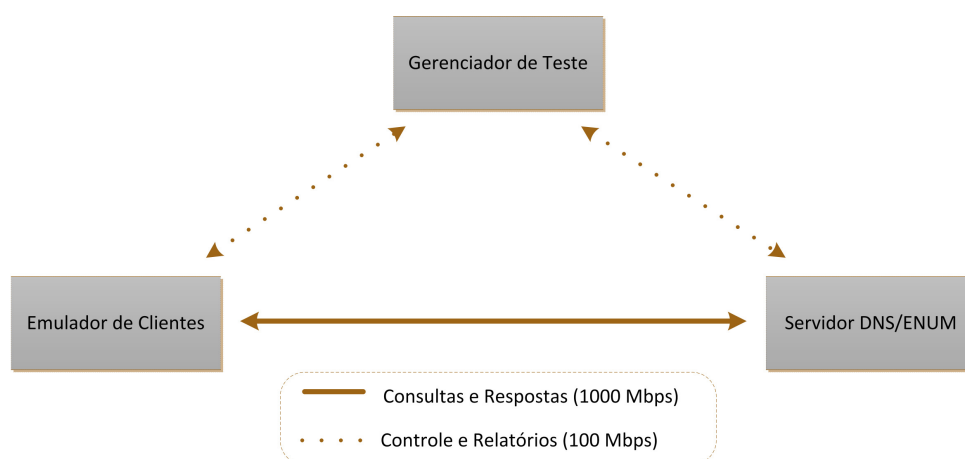 Gerenciador de Teste
Emulador de Clientes
Servidor DNS/ENUM
Consultas e Respostas (1000 Mbps)
Controle e Relatórios (100 Mbps)